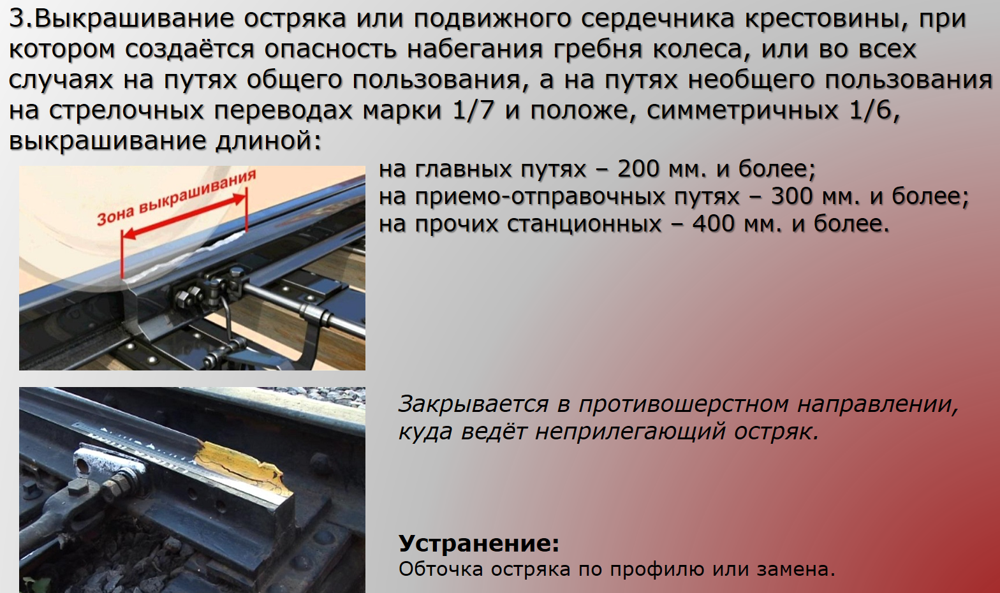 3.Выкрашивание остряка или подвижного сердечника крестовины, при
котором создаётся опасность набегания гребня колеса, или во всех
случаях на путях общего пользования, а на путях необщего пользования
на стрелочных переводах марки 1/7 и положе, симметричных 1/6,
выкрашивание длиной:
на главных путях – 200 мм. и более;
на приемо-отправочных путях – 300 мм. и более;
на прочих станционных – 400 мм. и более.
Зона выкрашивания
Закрывается в противошерстном направлении,
куда ведёт неприлегающий остряк.
Устранение:
Обточка остряка по профилю или замена.